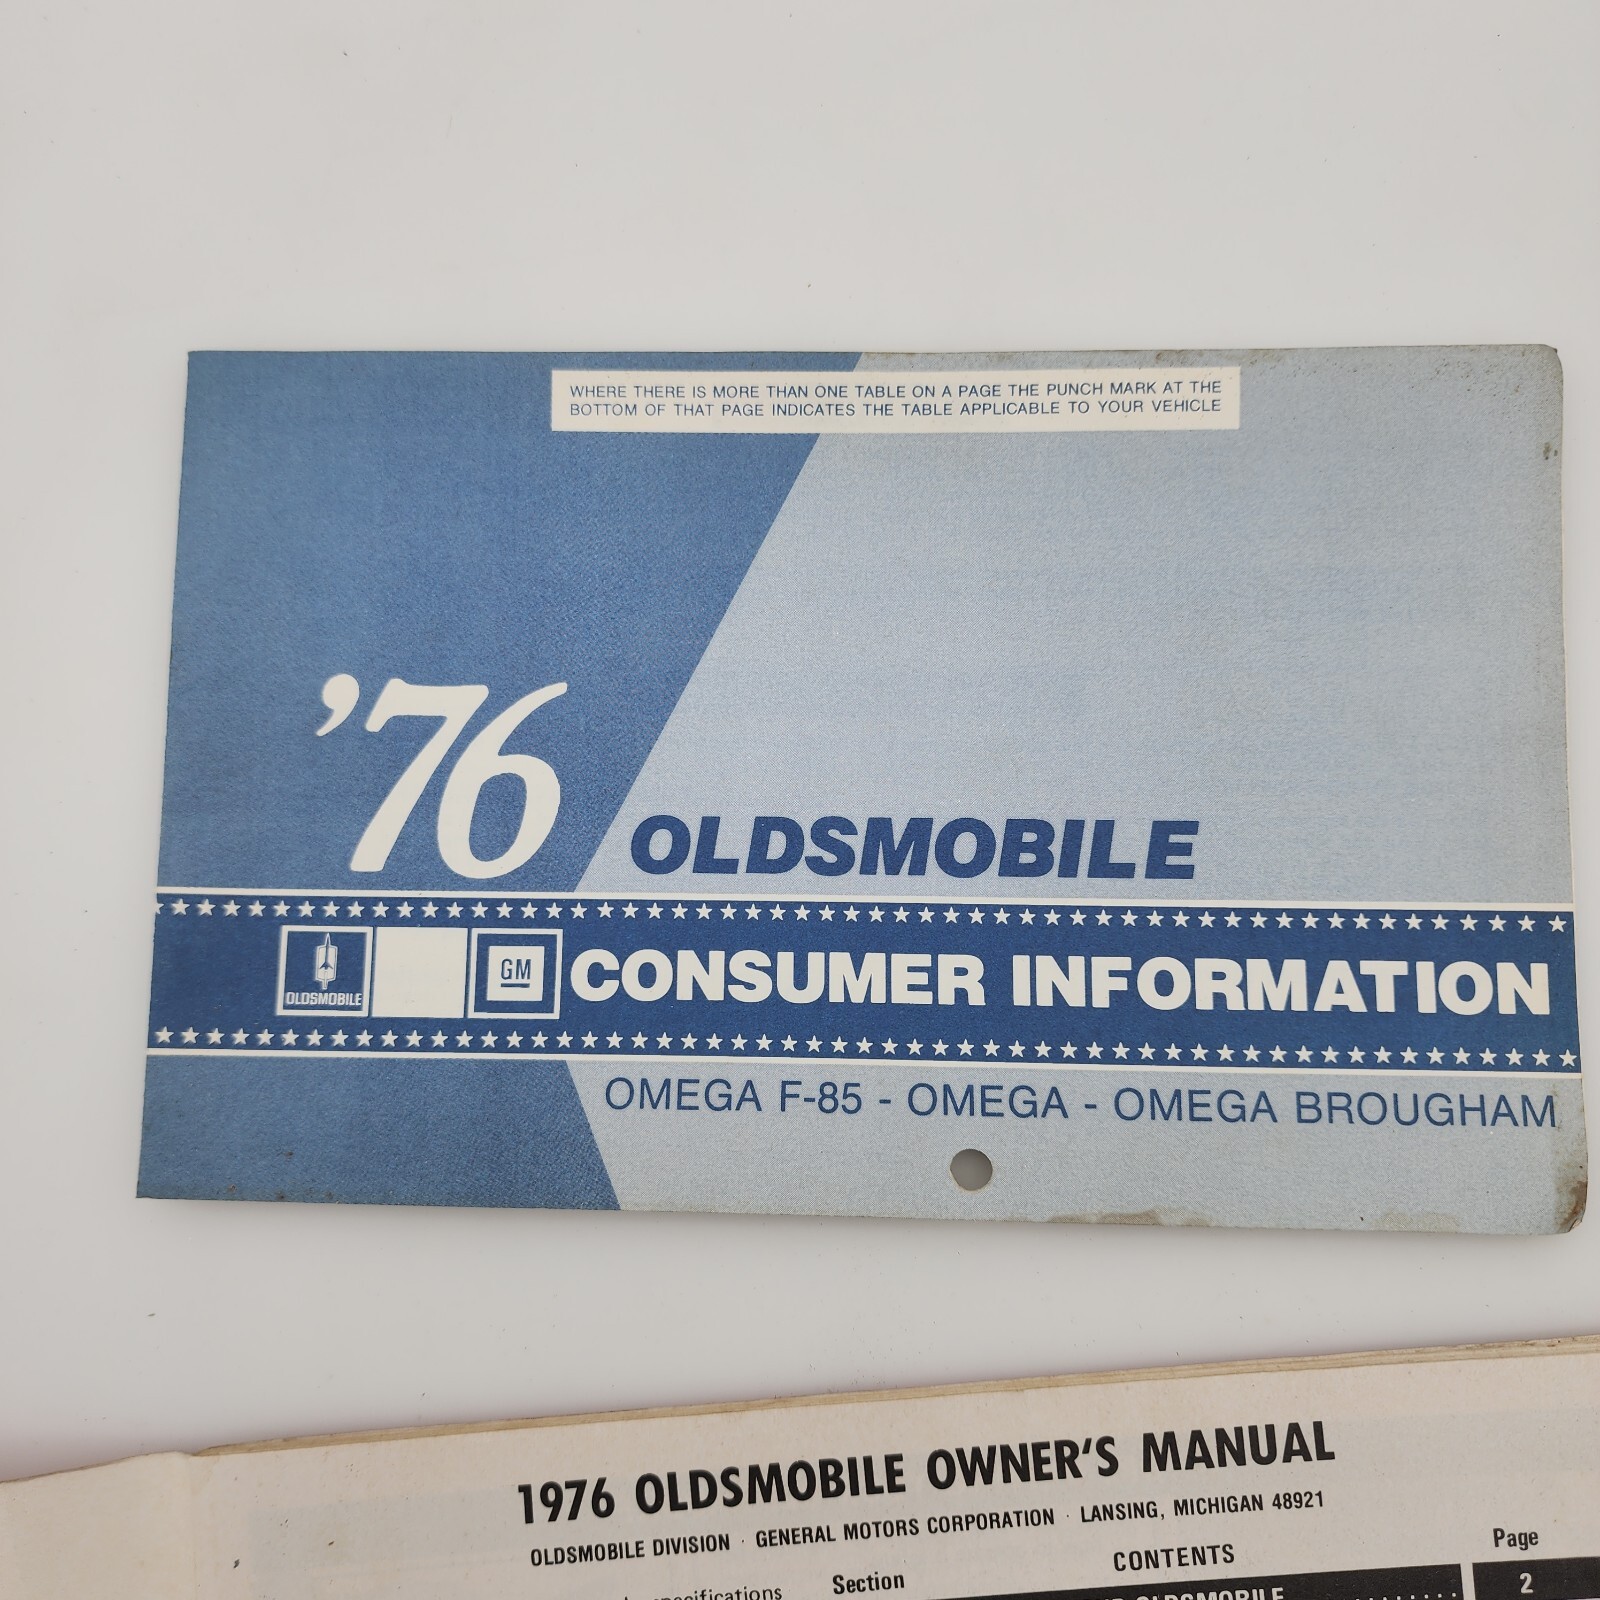 WHERE THERE IS MORE THAN ONE TABLE ON A PAGE THE PUNCH MARK AT THE
BOTTOM OF THAT PAGE INDICATES THE TABLE APPLICABLE TO YOUR VEHICLE
’76 OLDSMOBILE
OLDSMOBILE GM CONSUMER INFORMATION
OMEGA F-85 - OMEGA - OMEGA BROUGHAM
1976 OLDSMOBILE OWNER'S MANUAL
OLDSMOBILE DIVISION · GENERAL MOTORS CORPORATION · LANSING, MICHIGAN 48921
CONTENTS
Section Page
OLDSMOBILE 2